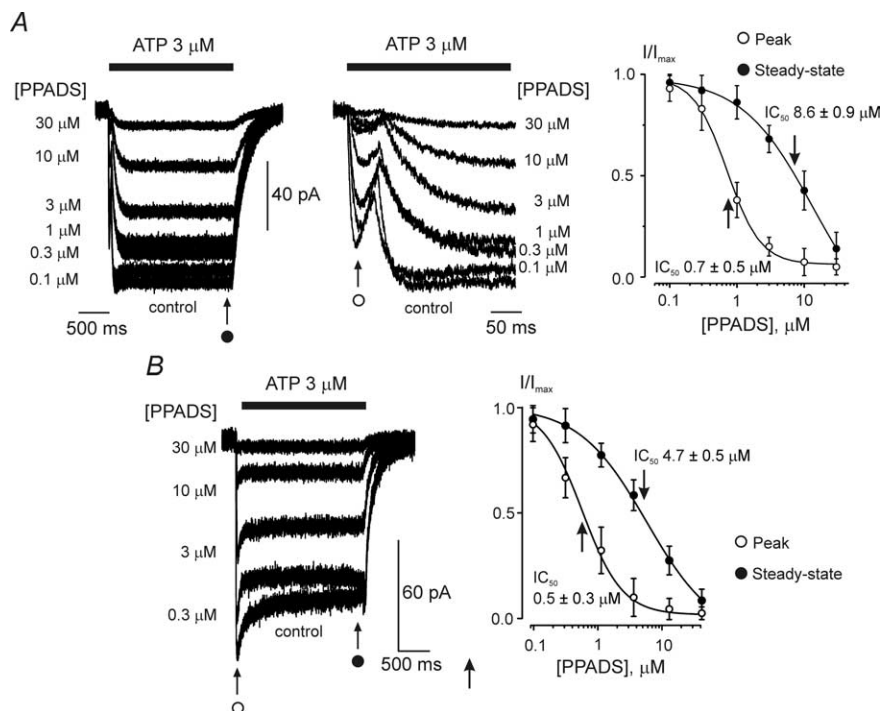 A
ATP 3 μM
[PPADS]
30 μM
10 μM
3 μM
1 μM
0.3 μM
0.1 μM
control
500 ms
40 pA
ATP 3 μM
[PPADS]
30 μM
10 μM
3 μM
1 μM
0.3 μM
0.1 μM
control
50 ms
I/Imax
Peak
Steady-state
1.0
0.5
0.0
IC50 8.6 ± 0.9 μM
IC50 0.7 ± 0.5 μM
0.1
1
10
[PPADS], μM
B
ATP 3 μM
[PPADS]
30 μM
10 μM
3 μM
0.3 μM
control
60 pA
500 ms
I/Imax
1.0
0.5
0.0
IC50 4.7 ± 0.5 μM
IC50
0.5 ± 0.3 μM
Peak
Steady-state
0.1
1
10
[PPADS], μM